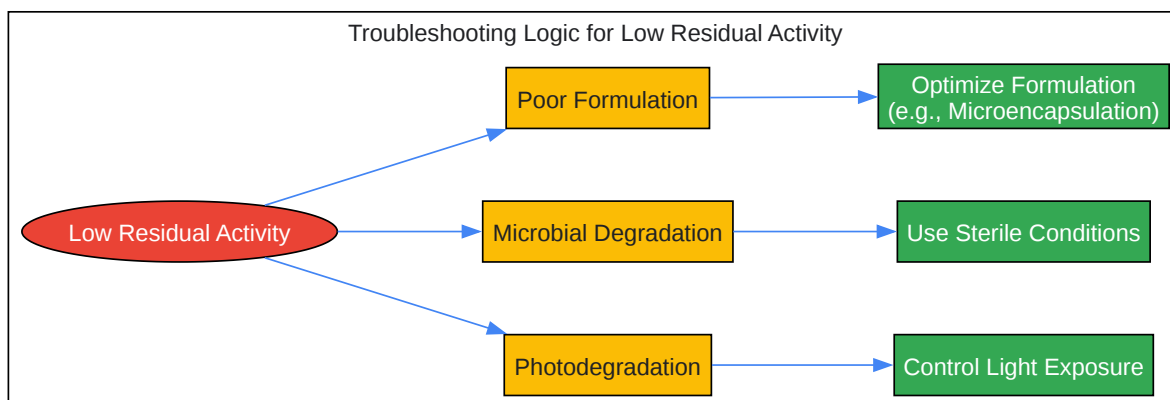 Troubleshooting Logic for Low Residual Activity
Poor Formulation
Optimize Formulation
(e.g., Microencapsulation)
Low Residual Activity
Microbial Degradation
Use Sterile Conditions
Photodegradation
Control Light Exposure